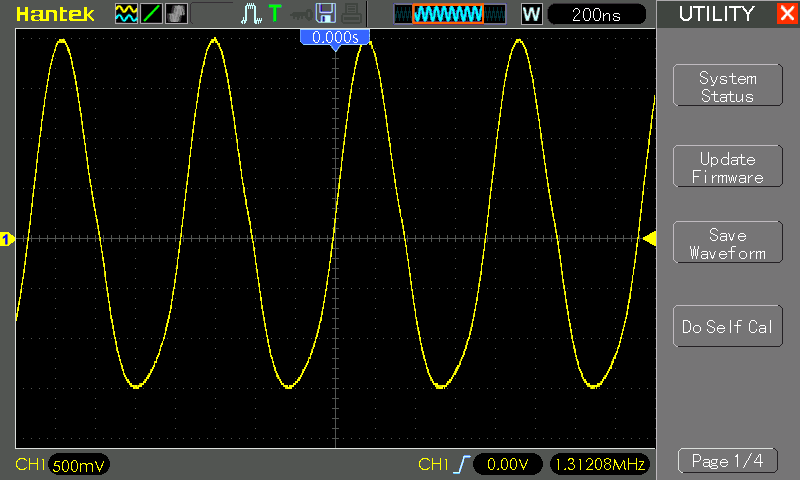 Hantek
T
W
200ns
UTILITY
X
0.000s
System
Status
Update
Firmware
Save
Waveform
Do Self Cal
1
CH1 500mV
CH1 0.00V 1.31208MHz
Page 1/4